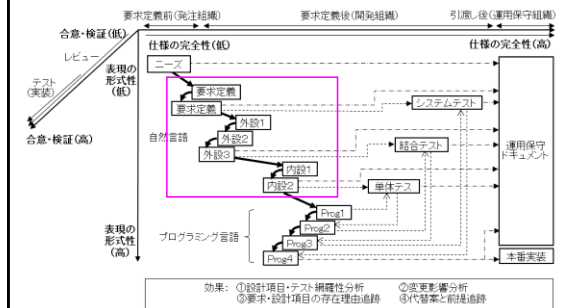 要求定義前(発注組織)
要求定義後(開発組織)
引渡し後(運用保守組織)
合意・検証(低)
仕様の完全性(低)
仕様の完全性(高)
レビュー
テスト
(実装)
合意・検証(高)
表現の
形式性
(低)
ニーズ
要求定義
要求定義
外設1
外設2
外設3
自然言語
内設1
内設2
システムテスト
結合テスト
単体テス
運用保守
ドキュメント
プログラミング言語
Prog1
Prog2
Prog3
Prog4
表現の
形式性
(高)
本番実装
効果: ①設計項目・テスト網羅性分析 ②変更影響分析
③要求・設計項目の存在理由追跡 ④代替案と前提追跡